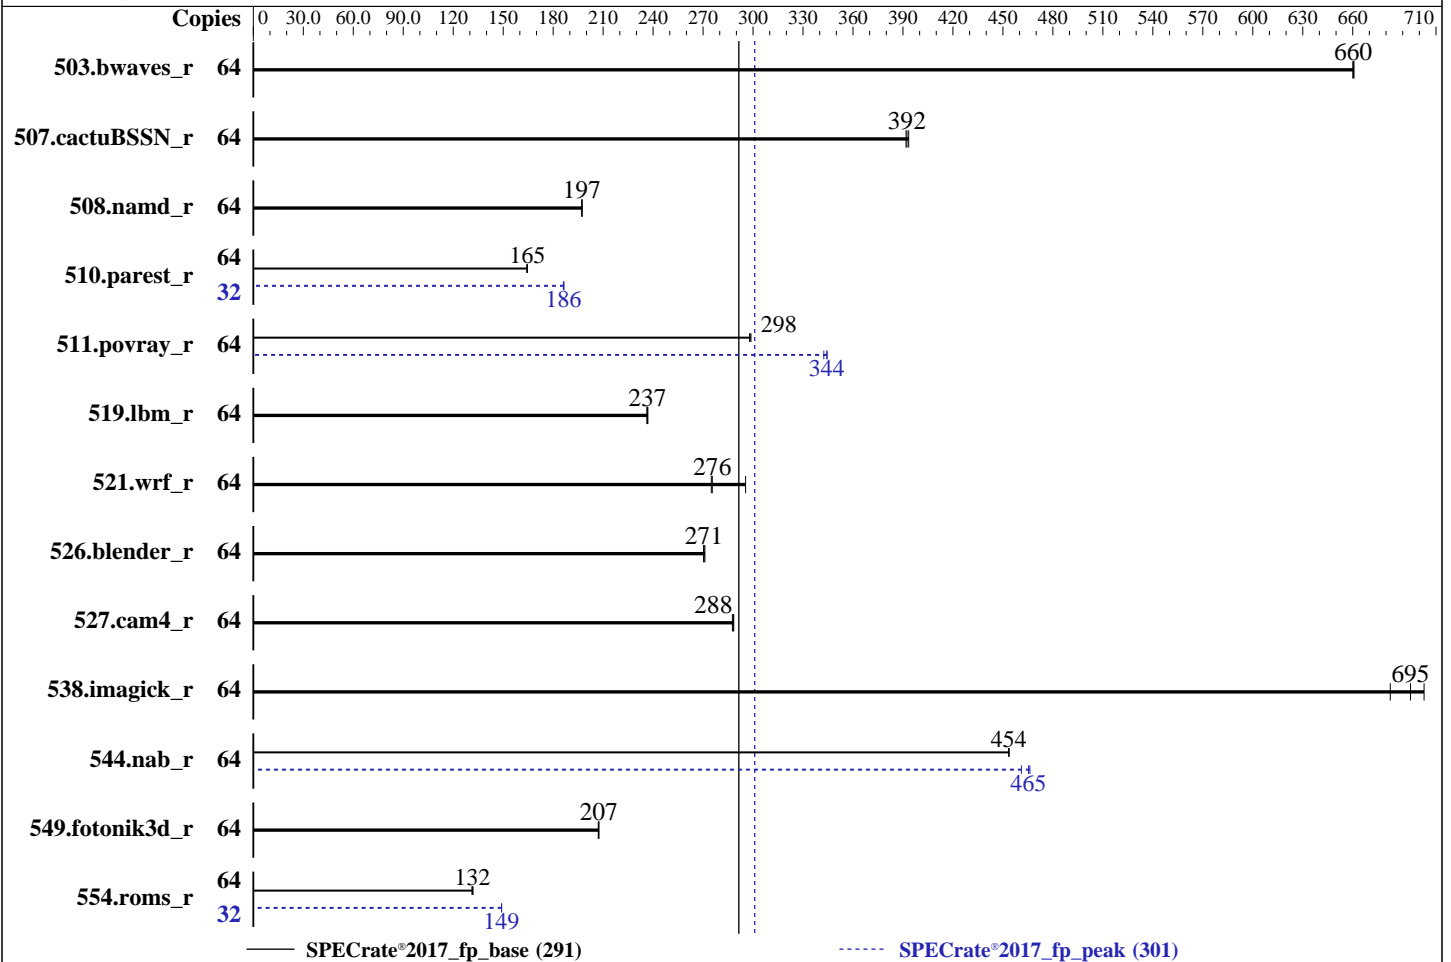 Copies 0 30.0 60.0 90.0 120 150 180 210 240 270 300 330 360 390 420 450 480 510 540 570 600 630 660 710
503.bwaves_r 64 660
507.cactuBSSN_r 64 392
508.namd_r 64 197
510.parest_r 64 165
32 186
511.povray_r 64 298
344
519.lbm_r 64 237
521.wrf_r 64 276
526.blender_r 64 271
527.cam4_r 64 288
538.imagick_r 64 695
544.nab_r 64 454
465
549.fotonik3d_r 64 207
554.roms_r 64 132
32 149
SPECrate®2017_fp_base (291) SPECrate®2017_fp_peak (301)